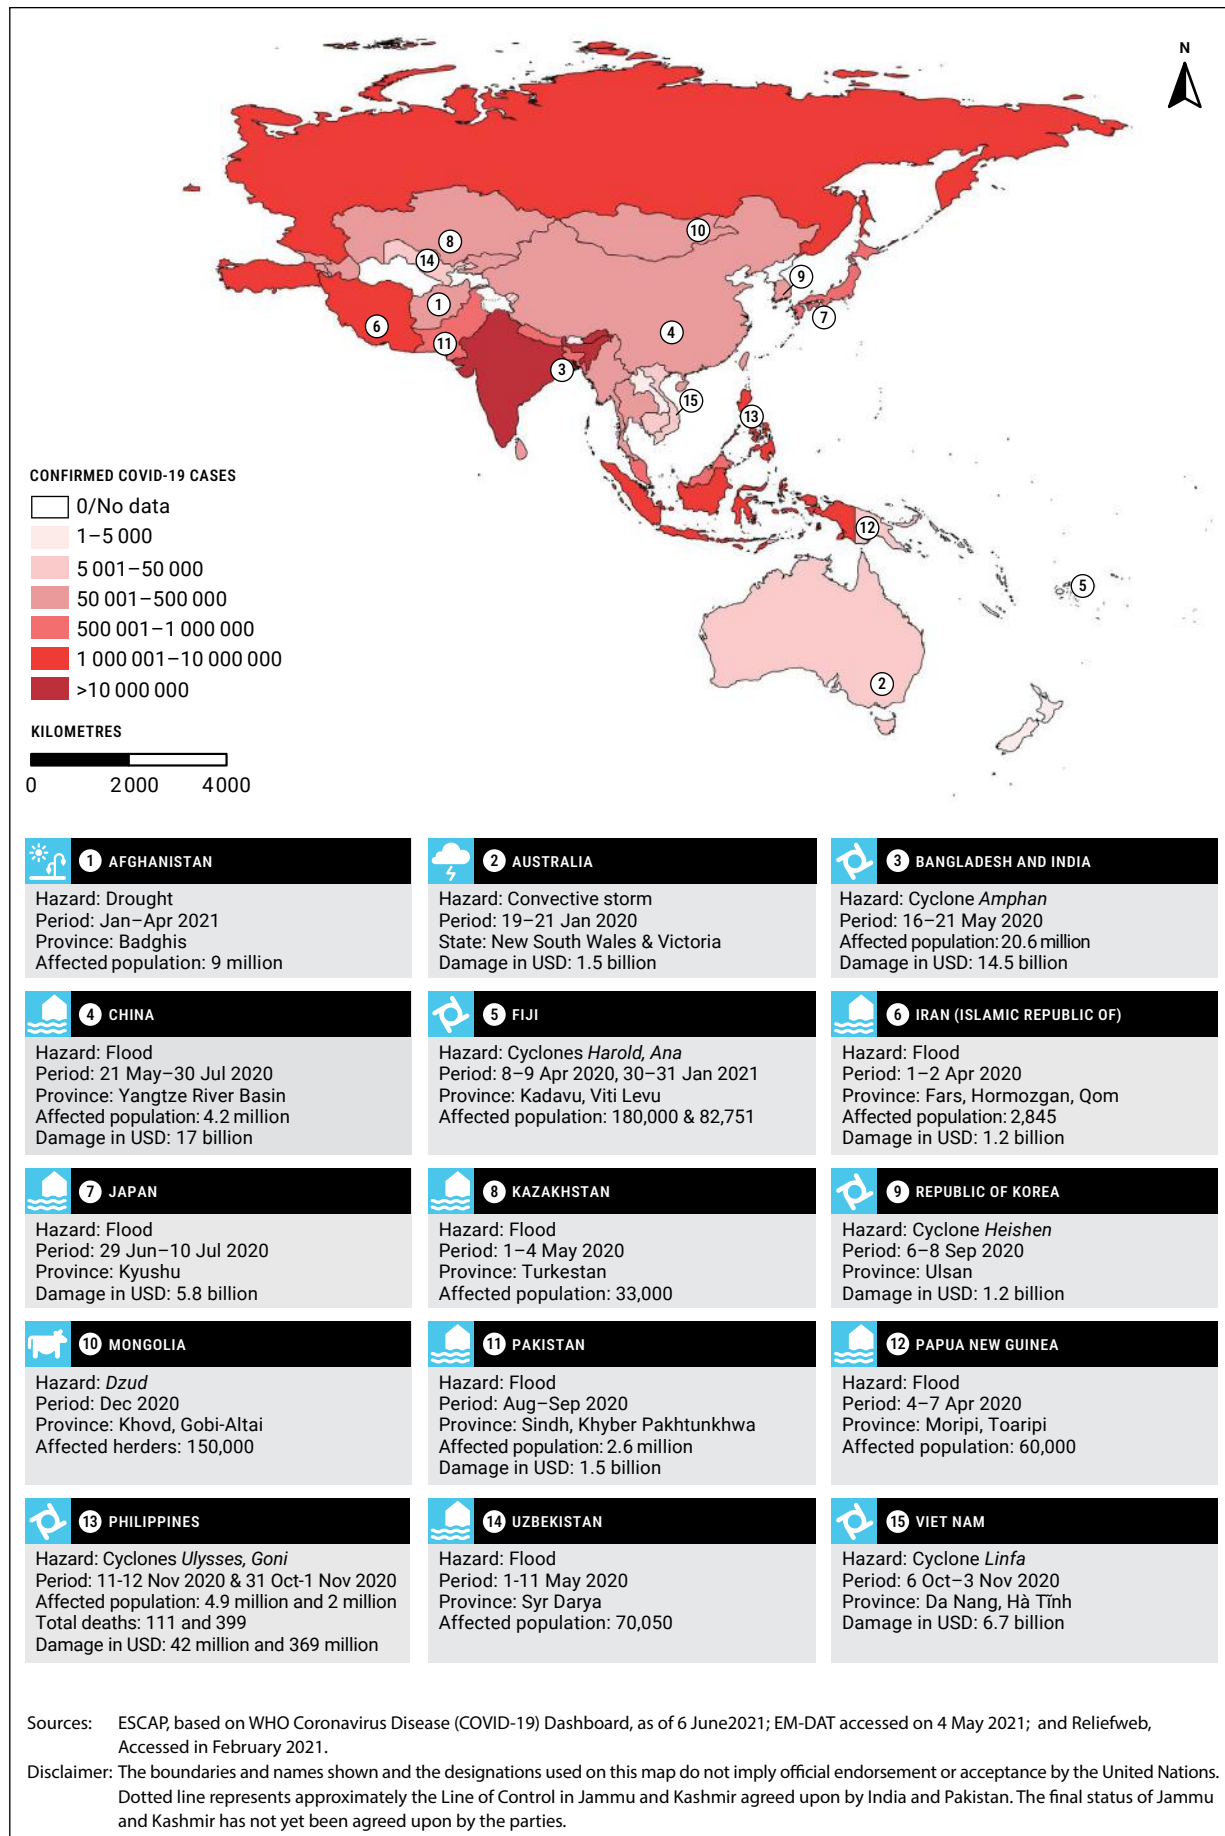 N
10
8
14
9
1
7
6
4
11
3
15
13
12
5
2
CONFIRMED COVID-19 CASES
0/No data
1–5 000
5 001–50 000
50 001–500 000
500 001–1 000 000
1 000 001–10 000 000
>10 000 000
KILOMETRES
0 2 000 4 000
1 AFGHANISTAN
Hazard: Drought
Period: Jan–Apr 2021
Province: Badghis
Affected population: 9 million
2 AUSTRALIA
Hazard: Convective storm
Period: 19–21 Jan 2020
State: New South Wales & Victoria
Damage in USD: 1.5 billion
3 BANGLADESH AND INDIA
Hazard: Cyclone Amphan
Period: 16–21 May 2020
Affected population: 20.6 million
Damage in USD: 14.5 billion
4 CHINA
Hazard: Flood
Period: 21 May–30 Jul 2020
Province: Yangtze River Basin
Affected population: 4.2 million
Damage in USD: 17 billion
5 FIJI
Hazard: Cyclones Harold, Ana
Period: 8–9 Apr 2020, 30–31 Jan 2021
Province: Kadavu, Viti Levu
Affected population: 180,000 & 82,751
6 IRAN (ISLAMIC REPUBLIC OF)
Hazard: Flood
Period: 1–2 Apr 2020
Province: Fars, Hormozgan, Qom
Affected population: 2,845
Damage in USD: 1.2 billion
7 JAPAN
Hazard: Flood
Period: 29 Jun–10 Jul 2020
Province: Kyushu
Damage in USD: 5.8 billion
8 KAZAKHSTAN
Hazard: Flood
Period: 1–4 May 2020
Province: Turkestan
Affected population: 33,000
9 REPUBLIC OF KOREA
Hazard: Cyclone Heishen
Period: 6–8 Sep 2020
Province: Ulsan
Damage in USD: 1.2 billion
10 MONGOLIA
Hazard: Dzud
Period: Dec 2020
Province: Khovd, Gobi-Altai
Affected herders: 150,000
11 PAKISTAN
Hazard: Flood
Period: Aug–Sep 2020
Province: Sindh, Khyber Pakhtunkhwa
Affected population: 2.6 million
Damage in USD: 1.5 billion
12 PAPUA NEW GUINEA
Hazard: Flood
Period: 4–7 Apr 2020
Province: Moripi, Toaripi
Affected population: 60,000
13 PHILIPPINES
Hazard: Cyclones Ulysses, Goni
Period: 11-12 Nov 2020 & 31 Oct-1 Nov 2020
Affected population: 4.9 million and 2 million
Total deaths: 111 and 399
Damage in USD: 42 million and 369 million
14 UZBEKISTAN
Hazard: Flood
Period: 1-11 May 2020
Province: Syr Darya
Affected population: 70,050
15 VIET NAM
Hazard: Cyclone Linfa
Period: 6 Oct–3 Nov 2020
Province: Da Nang, Hà Tĩnh
Damage in USD: 6.7 billion
Sources: ESCAP, based on WHO Coronavirus Disease (COVID-19) Dashboard, as of 6 June2021; EM-DAT accessed on 4 May 2021; and Reliefweb,
Accessed in February 2021.
Disclaimer: The boundaries and names shown and the designations used on this map do not imply official endorsement or acceptance by the United Nations.
Dotted line represents approximately the Line of Control in Jammu and Kashmir agreed upon by India and Pakistan. The final status of Jammu
and Kashmir has not yet been agreed upon by the parties.